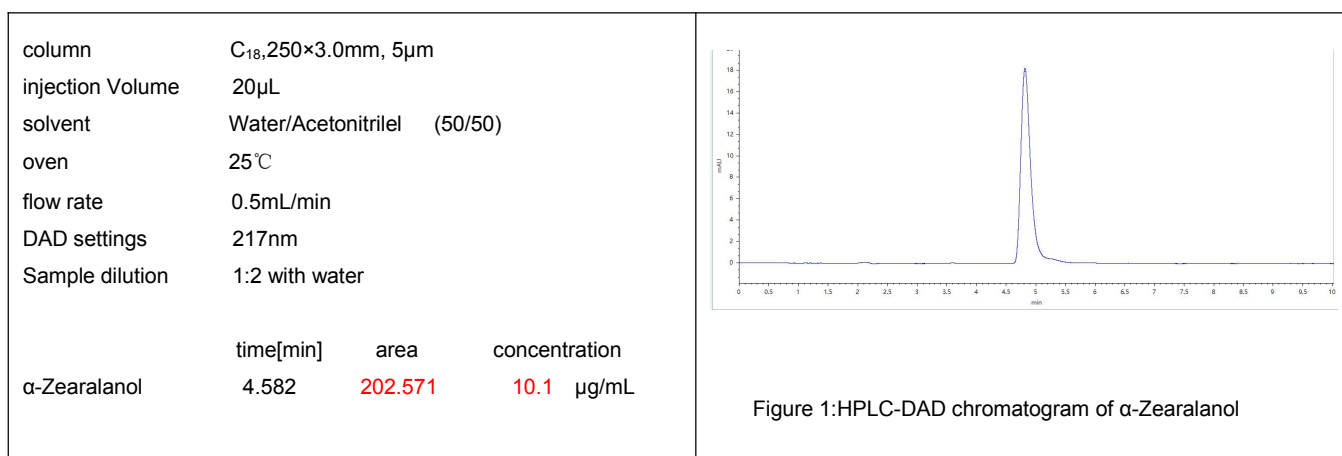 column C₁₈,250×3.0mm, 5μm
injection Volume 20μL
solvent Water/Acetonitrilel (50/50)
oven 25℃
flow rate 0.5mL/min
DAD settings 217nm
Sample dilution 1:2 with water
time[min] area concentration
α-Zearalanol 4.582 202.571 10.1 μg/mL
18
16
14
12
10
8
6
4
2
0
mAU
0 0.5 1 1.5 2 2.5 3 3.5 4 4.5 5 5.5 6 6.5 7 7.5 8 8.5 9 9.5 10
min
Figure 1:HPLC-DAD chromatogram of α-Zearalanol